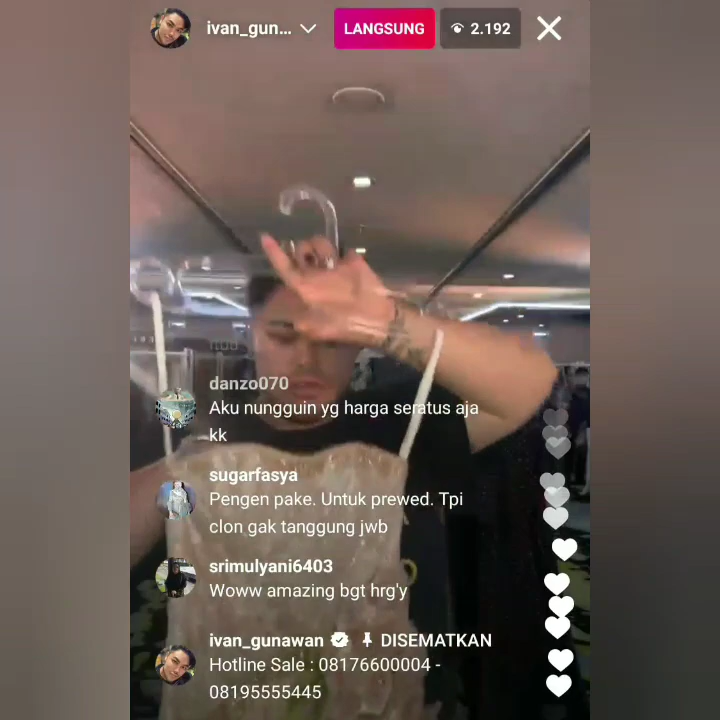 ivan_gun...
LANGSUNG
2.192
danzo070
Aku nungguin yg harga seratus aja
kk
sugarfasya
Pengen pake. Untuk prewed. Tpi
clon gak tanggung jwb
srimulyani6403
Woww amazing bgt hrg'y
ivan_gunawan DISEMATKAN
Hotline Sale : 08176600004 -
08195555445